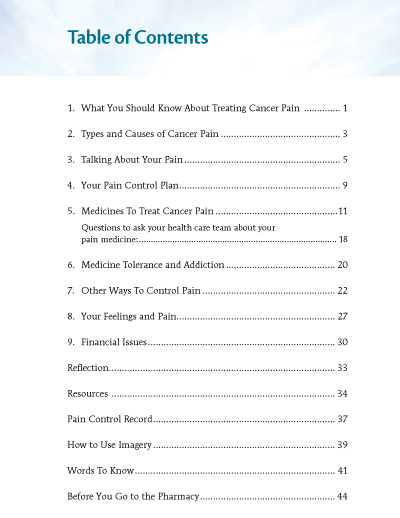 Table of Contents
1. What You Should Know About Treating Cancer Pain .............. 1
2. Types and Causes of Cancer Pain ............................................. 3
3. Talking About Your Pain ........................................................... 5
4. Your Pain Control Plan............................................................. 9
5. Medicines To Treat Cancer Pain ..............................................11
Questions to ask your health care team about your
pain medicine:................................................................................ 18
6. Medicine Tolerance and Addiction ......................................... 20
7. Other Ways To Control Pain .................................................. 22
8. Your Feelings and Pain............................................................ 27
9. Financial Issues....................................................................... 30
Reflection..................................................................................... 33
Resources .................................................................................... 34
Pain Control Record..................................................................... 37
How to Use Imagery ..................................................................... 39
Words To Know............................................................................ 41
Before You Go to the Pharmacy................................................... 44